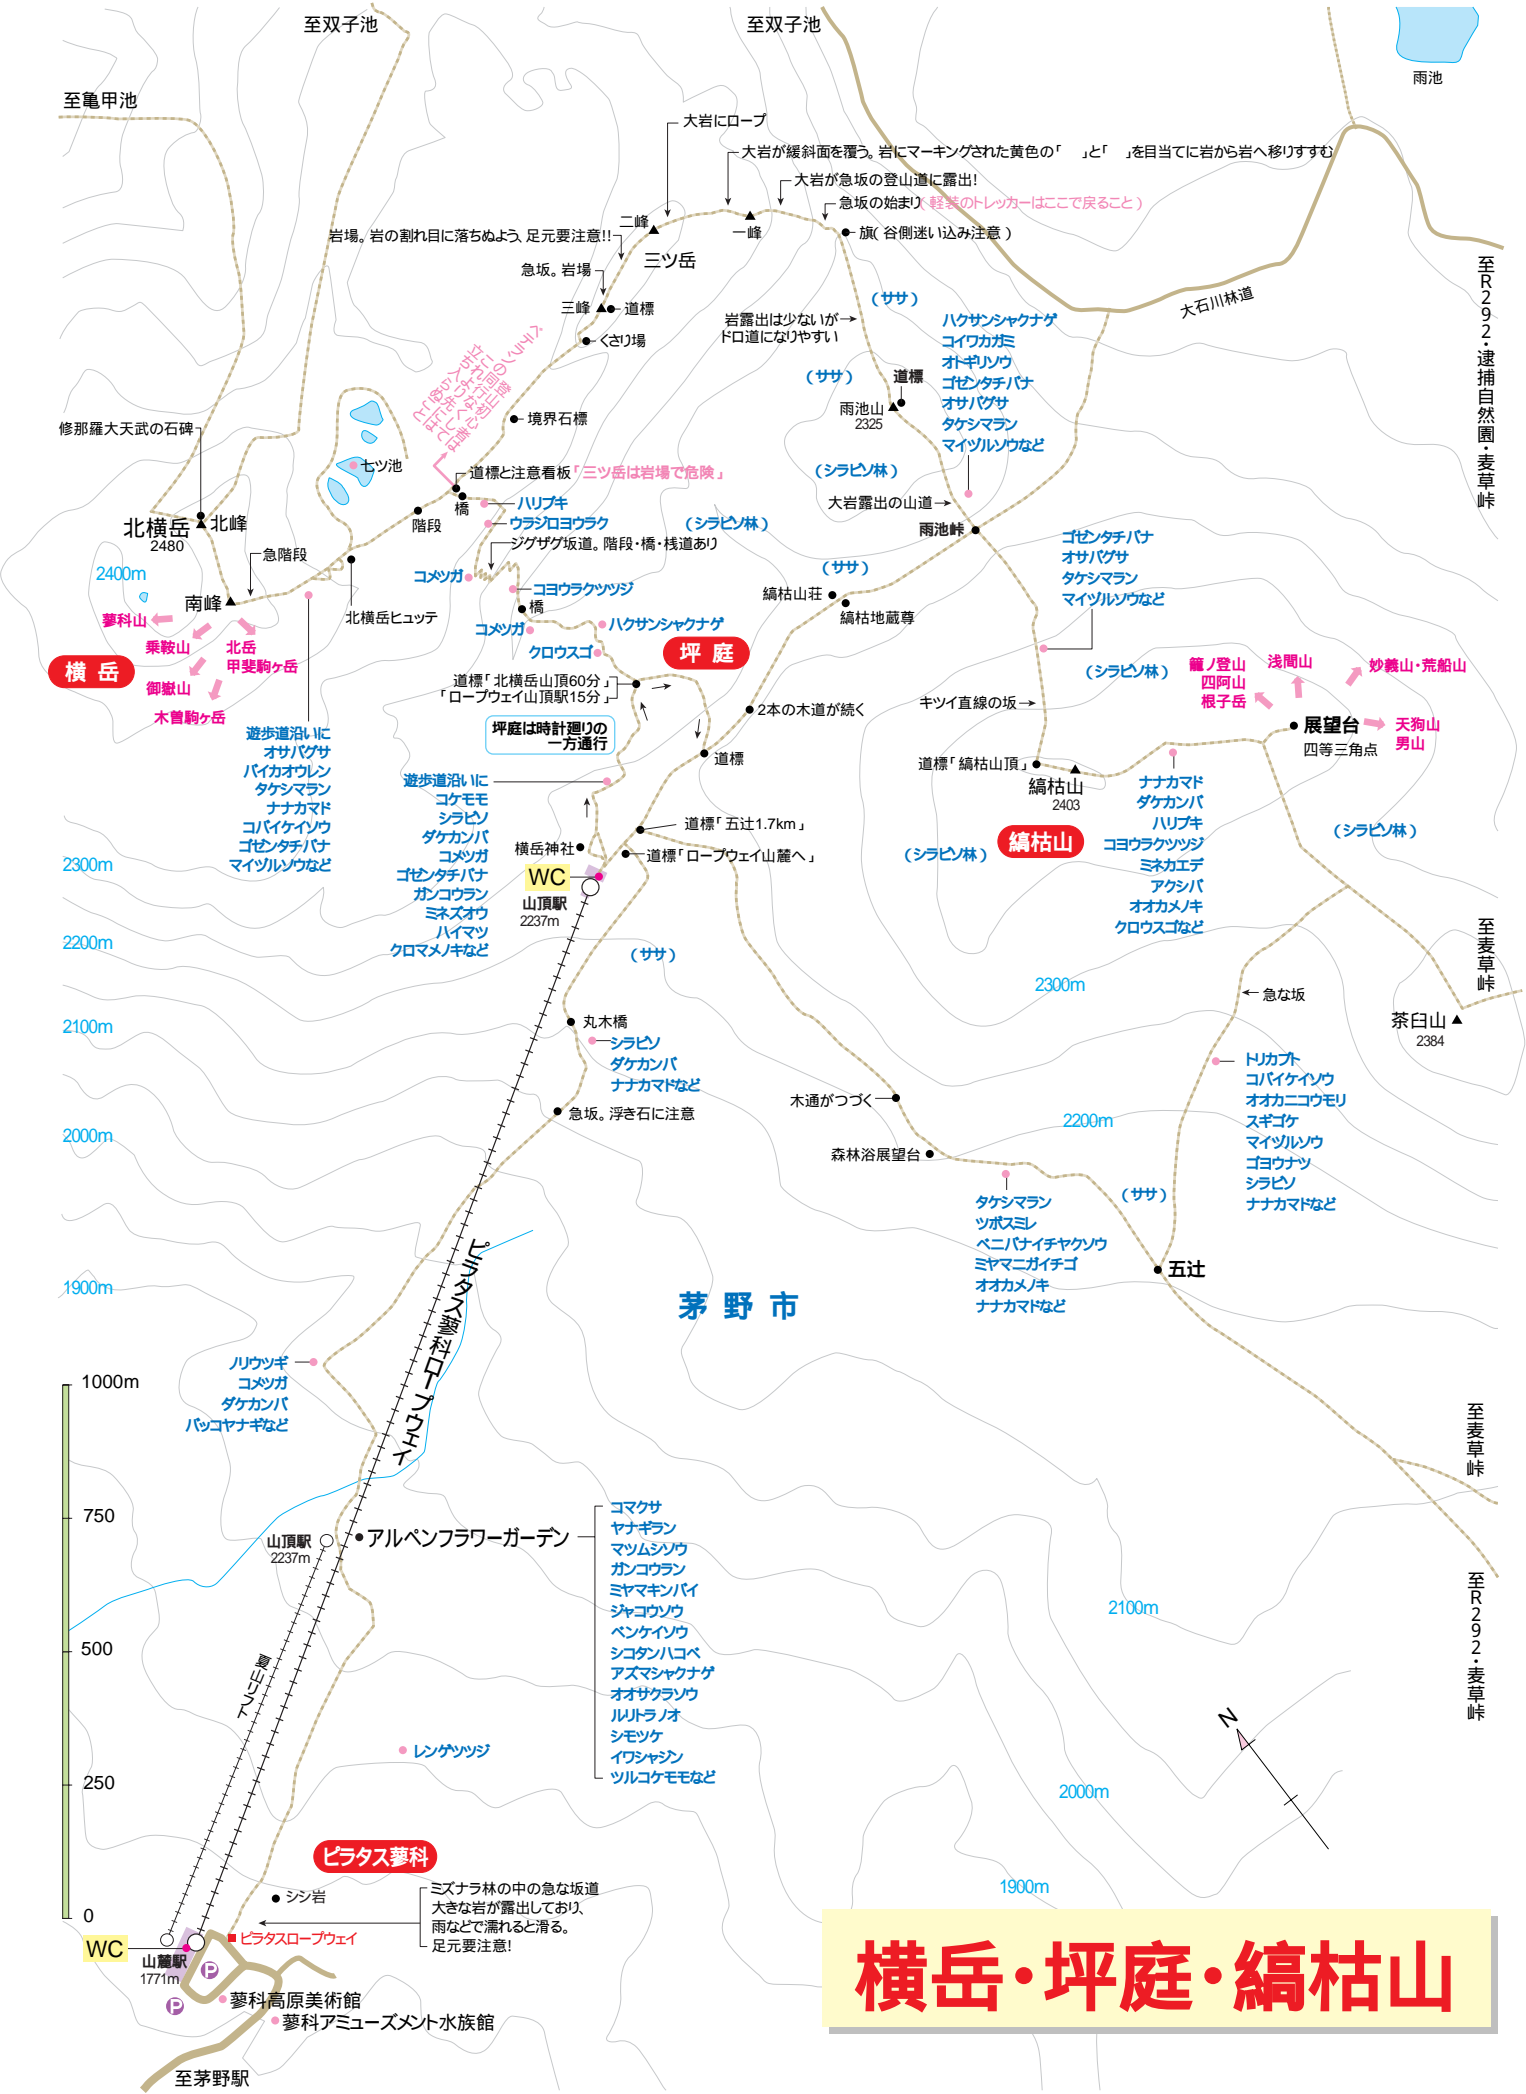 至双子池
至双子池
雨池
至亀甲池
大岩にロープ
大岩が緩斜面を覆う。岩にマーキングされた黄色の「　」と「　」を目当てに岩から岩へ移りすすむ
大岩が急坂の登山道に露出!
急坂の始まり(軽装のトレッカーはここで戻ること)
二峰
一峰
旗(谷側迷い込み注意)
岩場。岩の割れ目に落ちぬよう、足元要注意!!
三ツ岳
急坂。岩場
三峰
道標
くさり場
至R292・逮捕自然園・麦草峠
大石川林道
(ササ)
岩露出は少ないが
ドロ道になりやすい
ハクサンシャクナゲ
コイワカガミ
オトギリソウ
ゴゼンタチバナ
オサバグサ
タケシマラン
マイヅルソウなど
(ササ)
道標
雨池山
2325
ベテランの登山者
の同行なくして
これより先には
立ち入らぬこと
境界石標
修那羅大天武の石碑
七ツ池
道標と注意看板「三ツ岳は岩場で危険」
橋
階段
(シラビソ林)
大岩露出の山道
雨池峠
ハリブキ
ウラジロヨウラク
(シラビソ林)
ジグザグ坂道。階段・橋・桟道あり
北横岳
2480
北峰
急階段
2400m
南峰
北横岳ヒュッテ
コメツガ
コヨウラクツツジ
橋
コメツガ
ハクサンシャクナゲ
クロウスゴ
(ササ)
縞枯山荘
縞枯地蔵尊
ゴゼンタチバナ
オサバグサ
タケシマラン
マイヅルソウなど
蓼科山
乗鞍山
北岳
甲斐駒ヶ岳
御嶽山
木曽駒ヶ岳
横岳
坪庭
道標「北横岳山頂60分」
「ロープウェイ山頂駅15分」
坪庭は時計廻りの
一方通行
2本の木道が続く
道標
(シラビソ林)
籠ノ登山
四阿山
根子岳
浅間山
妙義山・荒船山
キツイ直線の坂
展望台
四等三角点
天狗山
男山
遊歩道沿いに
オサバグサ
バイカオウレン
タケシマラン
ナナカマド
コバイケイソウ
ゴゼンタチバナ
マイヅルソウなど
遊歩道沿いに
コケモモ
シラビソ
ダケカンバ
コメツガ
ゴゼンタチバナ
ガンコウラン
ミネズオウ
ハイマツ
クロマメノキなど
道標「縞枯山頂」
縞枯山
2403
縞枯山
ナナカマド
ダケカンバ
ハリブキ
コヨウラクツツジ
ミネカエデ
アクシバ
オオカメノキ
クロウスゴなど
(シラビソ林)
(シラビソ林)
道標「五辻1.7km」
横岳神社
道標「ロープウェイ山麓へ」
WC
山頂駅
2237m
2300m
2200m
2100m
2000m
1900m
(ササ)
2300m
急な坂
至麦草峠
茶臼山
2384
丸木橋
シラビソ
ダケカンバ
ナナカマドなど
急坂。浮き石に注意
木通がつづく
森林浴展望台
2200m
トリカブト
コバイケイソウ
オオカニコウモリ
スギゴケ
マイヅルソウ
ゴヨウナツ
シラビソ
ナナカマドなど
タケシマラン
ツボスミレ
ベニバナイチヤクソウ
ミヤマニガイチゴ
オオカメノキ
ナナカマドなど
(ササ)
五辻
ピラタス蓼科ロープウェイ
茅野市
ノリウツギ
コメツガ
ダケカンバ
バッコヤナギなど
1000m
750
500
250
0
至麦草峠
至R292・麦草峠
山頂駅
2237m
アルペンフラワーガーデン
コマクサ
ヤナギラン
マツムシソウ
ガンコウラン
ミヤマキンバイ
ジャコウソウ
ベンケイソウ
シコタンハコベ
アズマシャクナゲ
オオサクラソウ
ルリトラノオ
シモツケ
イワシャジン
ツルコケモモなど
夏山リフト
レンゲツツジ
2100m
2000m
1900m
N
ピラタス蓼科
シシ岩
ミズナラ林の中の急な坂道
大きな岩が露出しており、
雨などで濡れると滑る。
足元要注意!
ピラタスロープウェイ
WC
山麓駅
1771m
P
P
蓼科高原美術館
蓼科アミューズメント水族館
至茅野駅
横岳・坪庭・縞枯山